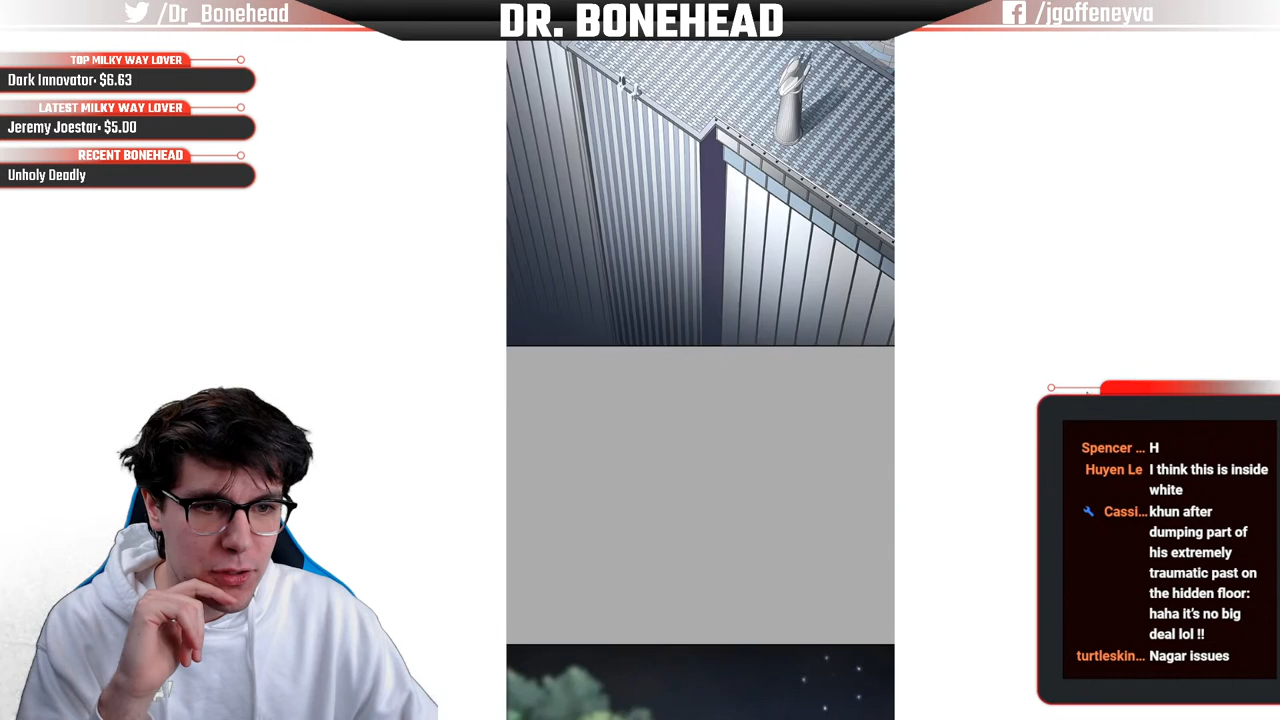 /Dr_Bonehead
DR. BONEHEAD
/jgoffeneyva
TOP MILKY WAY LOVER
Dark Innovator• $6.63
LATEST MILKY WAY LOVER
Jeremy Joestar• $5.00
RECENT BONEHEAD
Unholy Deadly
Spencer ... H
Huyen Le I think this is inside
white
Cassi... khun after
dumping part of
his extremely
traumatic past on
the hidden floor:
haha it's no big
deal lol !!
turtleskin... Nagar issues